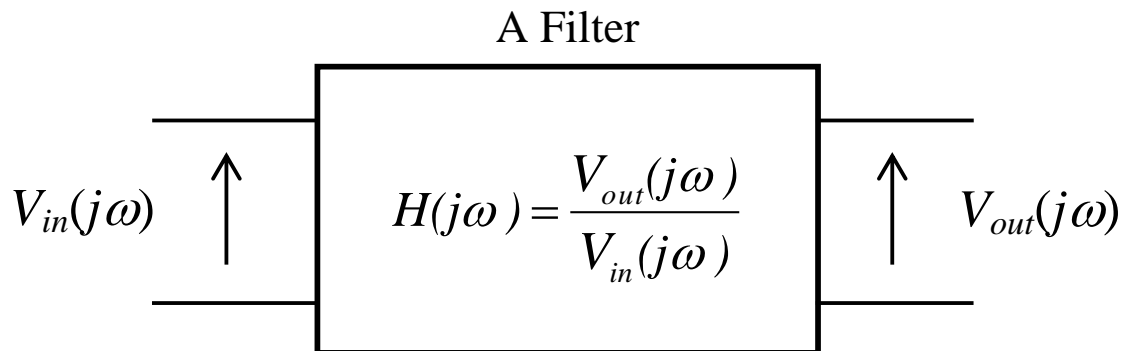 A Filter
V_in(jω)
H(jω) = V_out(jω) / V_in(jω)
V_out(jω)